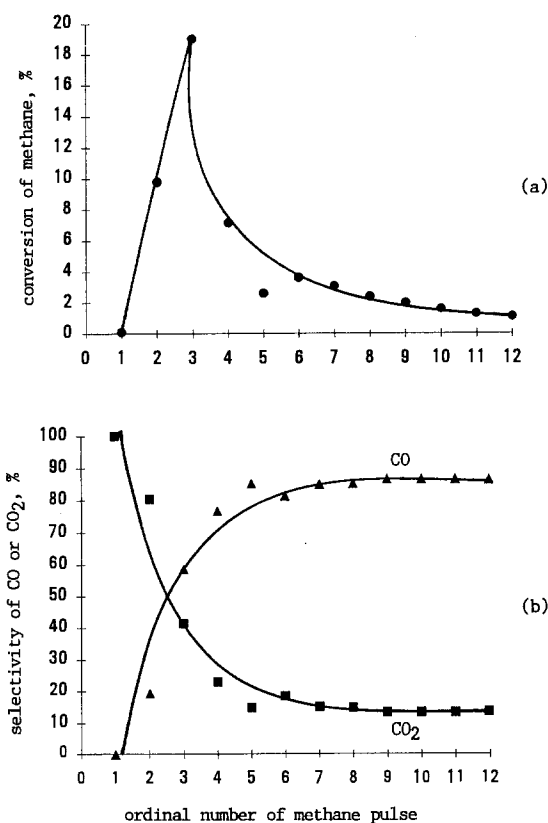 20
18
16
14
12
10
8
6
4
2
0
conversion of methane, %
0 1 2 3 4 5 6 7 8 9 10 11 12
(a)
100
90
80
70
60
50
40
30
20
10
0
selectivity of CO or CO2, %
CO
CO2
0 1 2 3 4 5 6 7 8 9 10 11 12
(b)
ordinal number of methane pulse